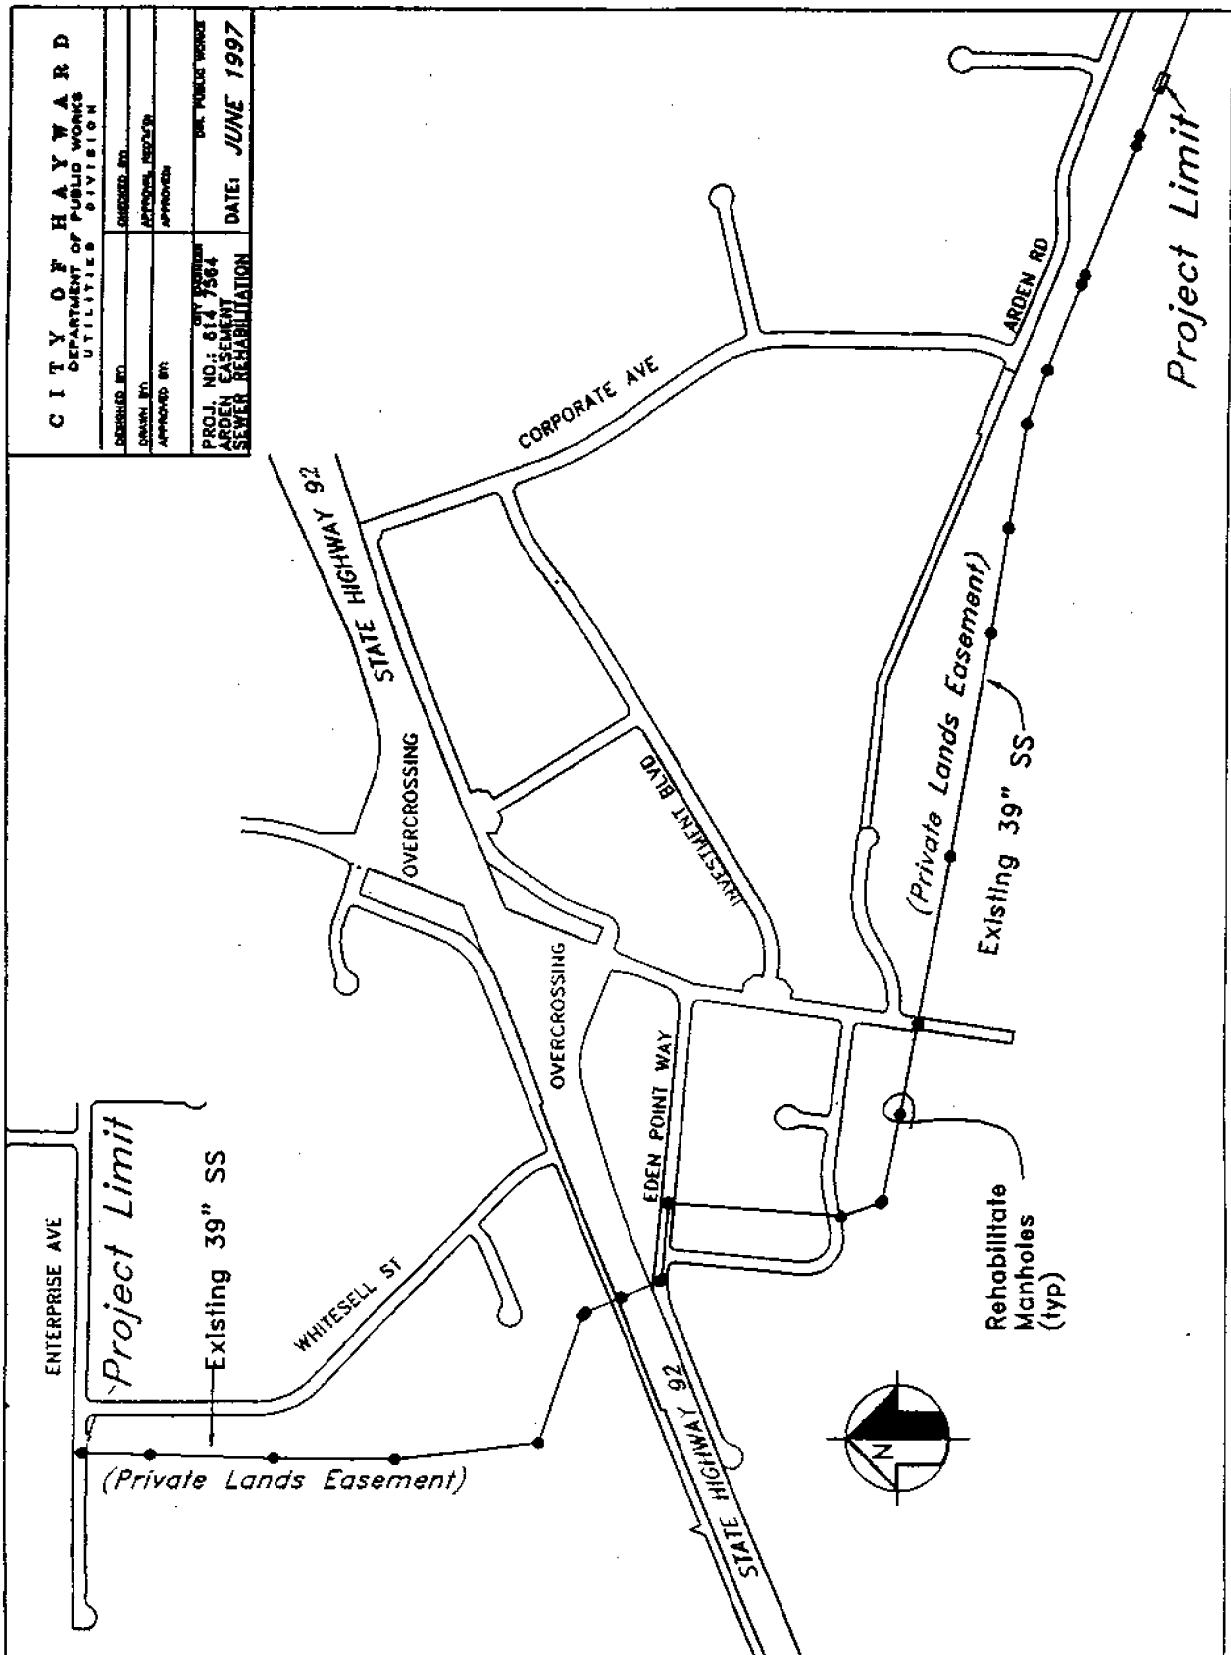 CITY OF HAYWARD
DEPARTMENT OF PUBLIC WORKS
UTILITIES DIVISION
DESIGNED BY:
CHECKED BY:
DRAWN BY:
APPROVAL
APPROVED BY:
APPROVED:
CITY ENGINEER
DIR. PUBLIC WORKS
PROJ. NO.: 614 7564
ARDEN EASEMENT
SEWER REHABILITATION
DATE: JUNE 1997
ENTERPRISE AVE
Project Limit
Existing 39" SS
(Private Lands Easement)
WHITESELL ST
STATE HIGHWAY 92
OVERCROSSING
OVERCROSSING
STATE HIGHWAY 92
CORPORATE AVE
INVESTMENT BLVD
EDEN POINT WAY
ARDEN RD
(Private Lands Easement)
Existing 39" SS
Project Limit
Rehabilitate
Manholes
(typ)
N